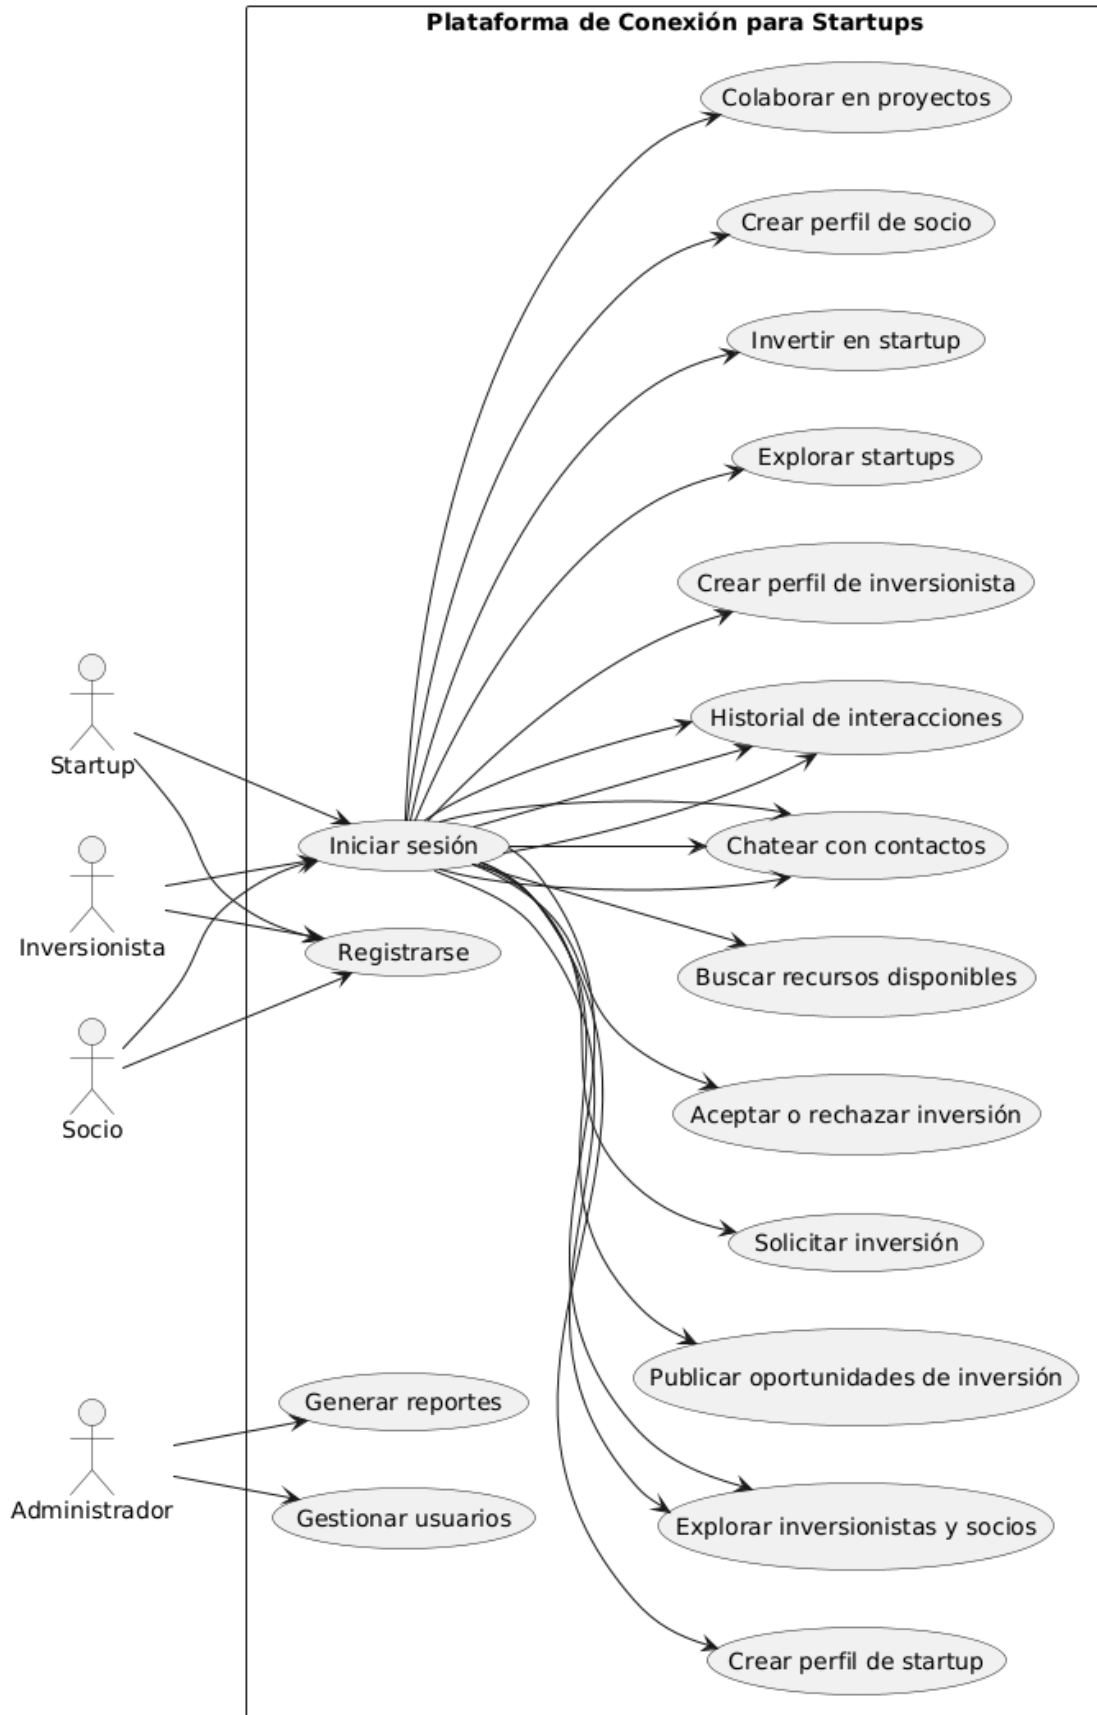 Plataforma de Conexión para Startups
Colaborar en proyectos
Crear perfil de socio
Invertir en startup
Explorar startups
Crear perfil de inversionista
Historial de interacciones
Startup
Iniciar sesión
Chatear con contactos
Inversionista
Registrarse
Buscar recursos disponibles
Socio
Aceptar o rechazar inversión
Solicitar inversión
Publicar oportunidades de inversión
Generar reportes
Administrador
Gestionar usuarios
Explorar inversionistas y socios
Crear perfil de startup